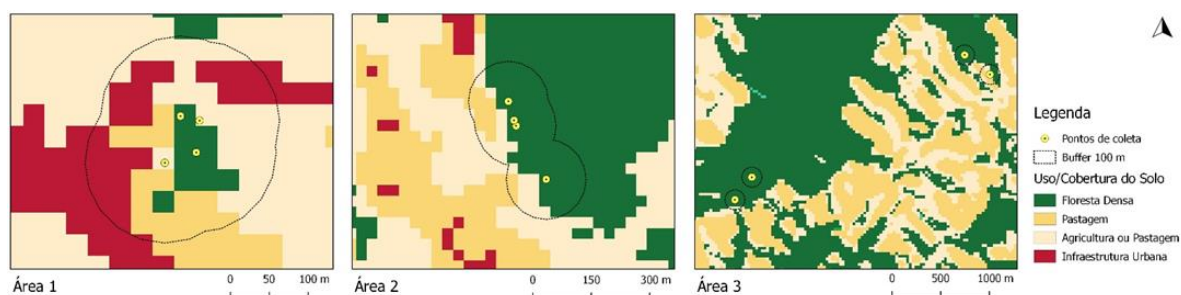 Legenda
Pontos de coleta
Buffer 100 m
Uso/Cobertura do Solo
Floresta Densa
Pastagem
Agricultura ou Pastagem
Infraestrutura Urbana
Área 1
0 50 100 m
Área 2
0 150 300 m
Área 3
0 500 1000 m